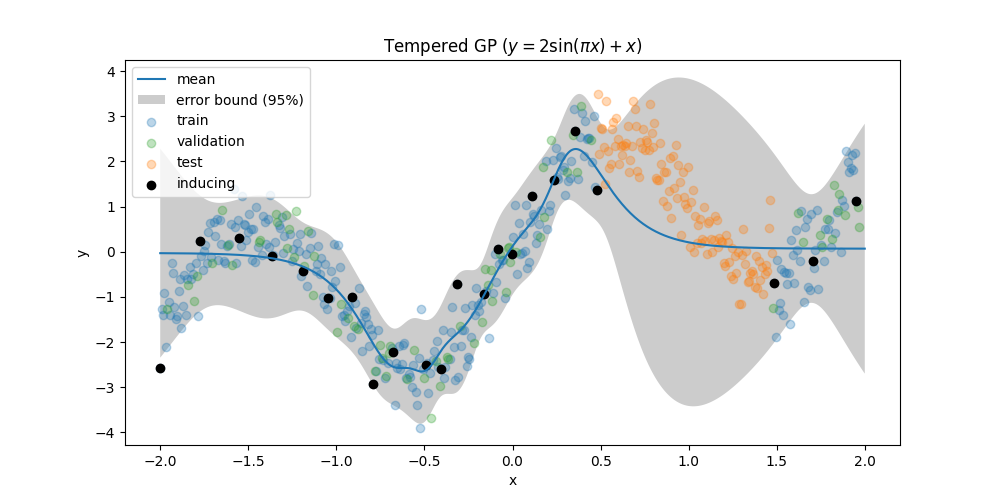 Tempered GP (y = 2sin(πx) + x)
4
3
2
1
0
−1
−2
−3
−4
y
mean
error bound (95%)
train
validation
test
inducing
−2.0 −1.5 −1.0 −0.5 0.0 0.5 1.0 1.5 2.0
x